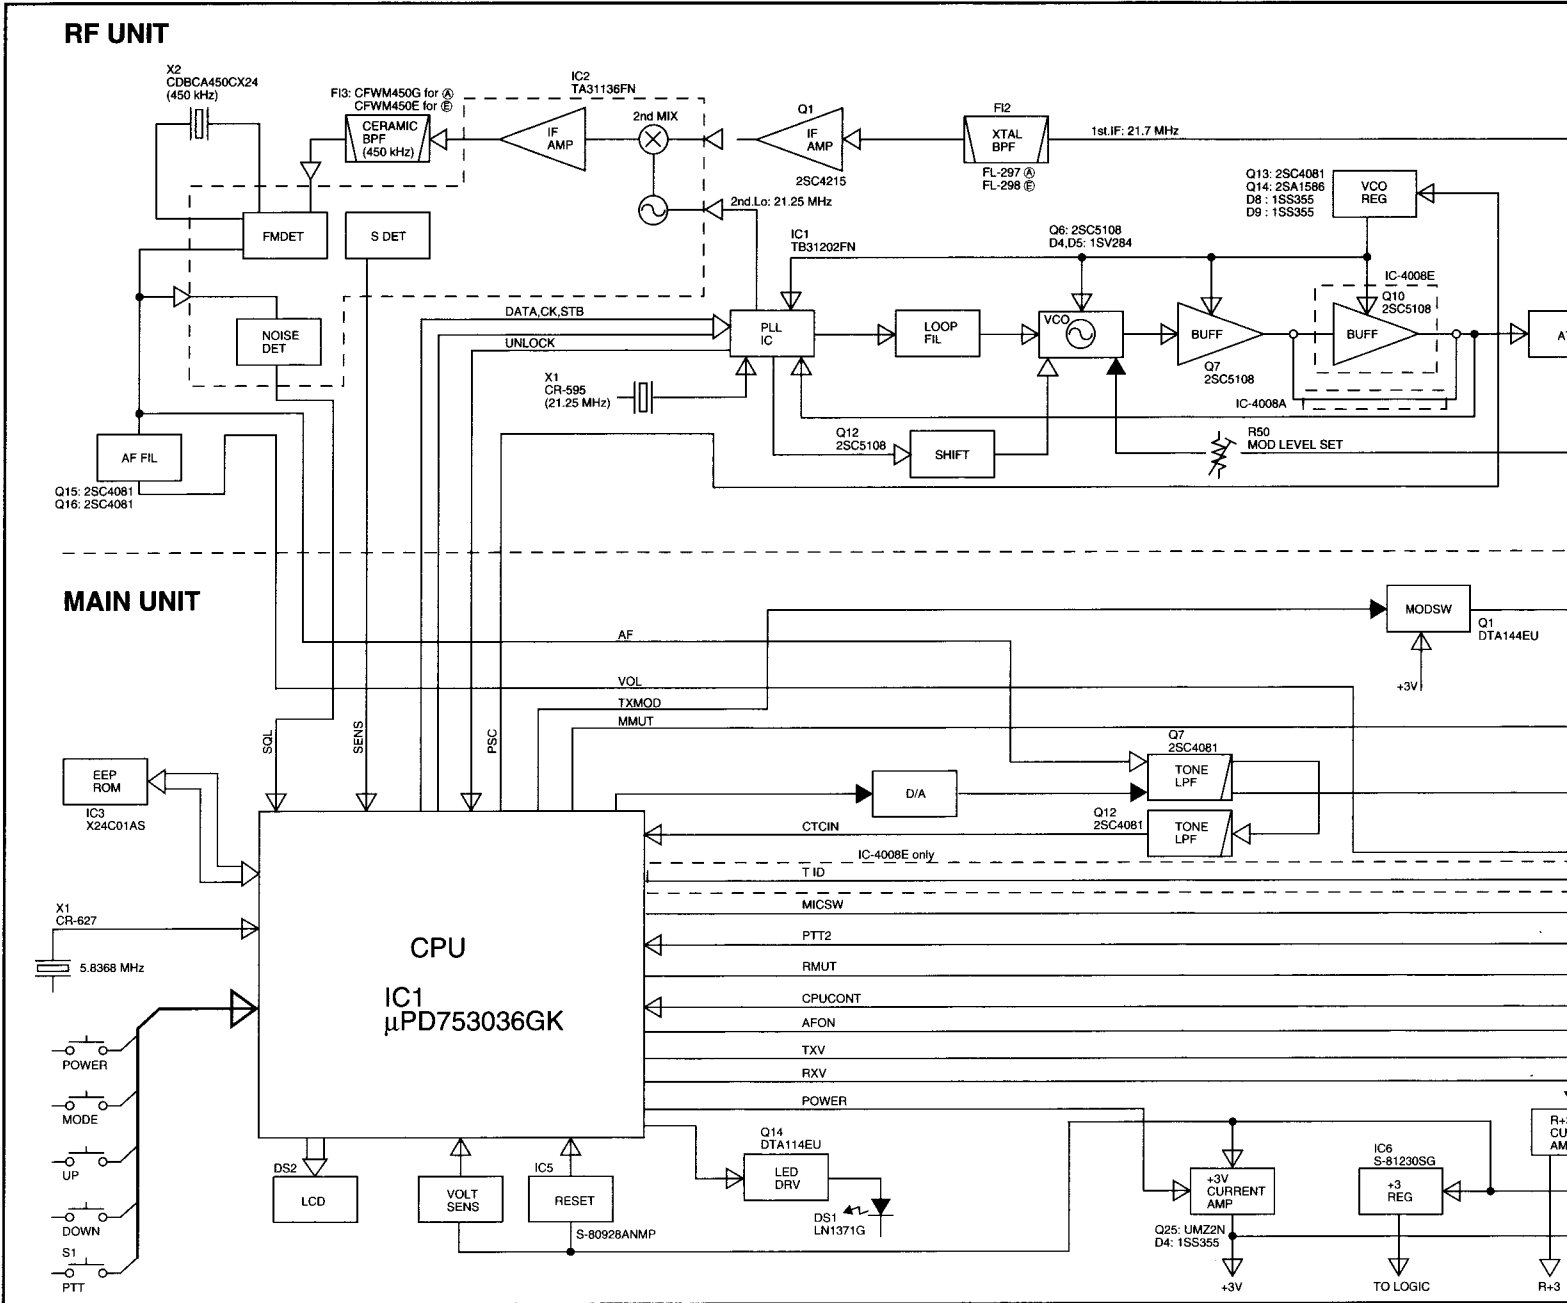 RF UNIT
X2
CDBCA450CX24
(450 kHz)
FI3: CFWM450G for Ⓐ
CFWM450E for Ⓔ
CERAMIC
BPF
(450 kHz)
IC2
TA31136FN
IF
AMP
2nd MIX
Q1
IF
AMP
2SC4215
FI2
XTAL
BPF
FL-297 Ⓐ
FL-298 Ⓔ
1st.IF: 21.7 MHz
Q13: 2SC4081
Q14: 2SA1586
D8 : 1SS355
D9 : 1SS355
VCO
REG
FMDET
S DET
2nd.Lo: 21.25 MHz
IC1
TB31202FN
Q6: 2SC5108
D4,D5: 1SV284
IC-4008E
Q10
2SC5108
NOISE
DET
DATA,CK,STB
UNLOCK
PLL
IC
LOOP
FIL
VCO
BUFF
Q7
2SC5108
BUFF
AT
X1
CR-595
(21.25 MHz)
IC-4008A
AF FIL
Q15: 2SC4081
Q16: 2SC4081
Q12
2SC5108
SHIFT
R50
MOD LEVEL SET
MAIN UNIT
MODSW
Q1
DTA144EU
+3V
AF
VOL
TXMOD
MMUT
SQL
SENS
PSC
EEP
ROM
IC3
X24C01AS
D/A
Q7
2SC4081
TONE
LPF
Q12
2SC4081
TONE
LPF
CTCIN
IC-4008E only
T ID
MICSW
PTT2
RMUT
CPUCONT
AFON
TXV
RXV
POWER
X1
CR-627
5.8368 MHz
CPU
IC1
μPD753036GK
POWER
MODE
UP
DOWN
S1
PTT
DS2
LCD
VOLT
SENS
IC5
RESET
S-80928ANMP
Q14
DTA114EU
LED
DRV
DS1
LN1371G
+3V
CURRENT
AMP
Q25: UMZ2N
D4: 1SS355
+3V
IC6
S-81230SG
+3
REG
TO LOGIC
R+3
CU
AM
R+3